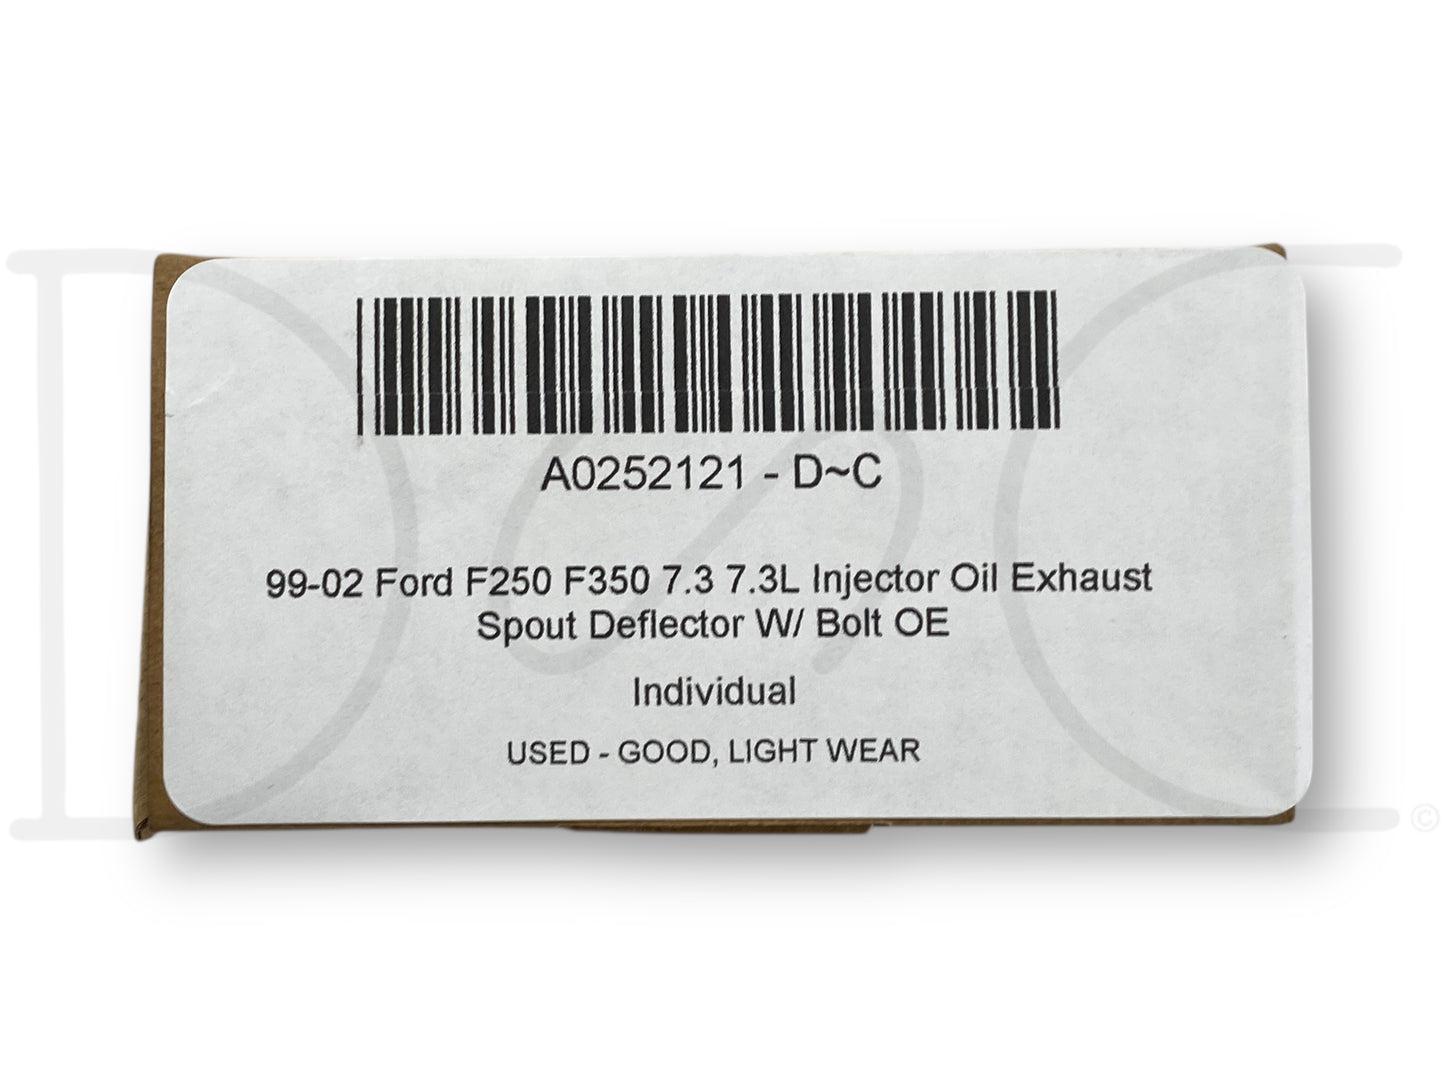 A0252121 - D~C
99-02 Ford F250 F350 7.3 7.3L Injector Oil Exhaust
Spout Deflector W/ Bolt OE
Individual
USED - GOOD, LIGHT WEAR
©